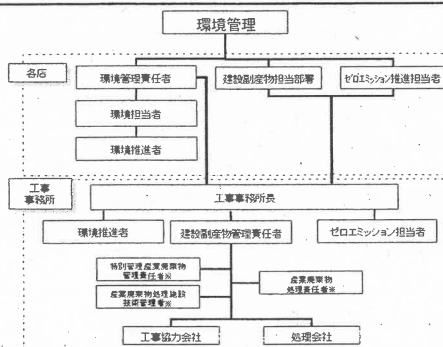 環境管理
各店
環境管理責任者
建設副産物担当部署
ゼロエミッション推進担当者
環境担当者
環境推進者
工事
事務所
工事事務所長
環境推進者
建設副産物管理責任者
ゼロエミッション担当者
特別管理産業廃棄物
管理責任者※
産業廃棄物
処理責任者※
産業廃棄物処理施設
技術管理者※
工事協力会社
処理会社